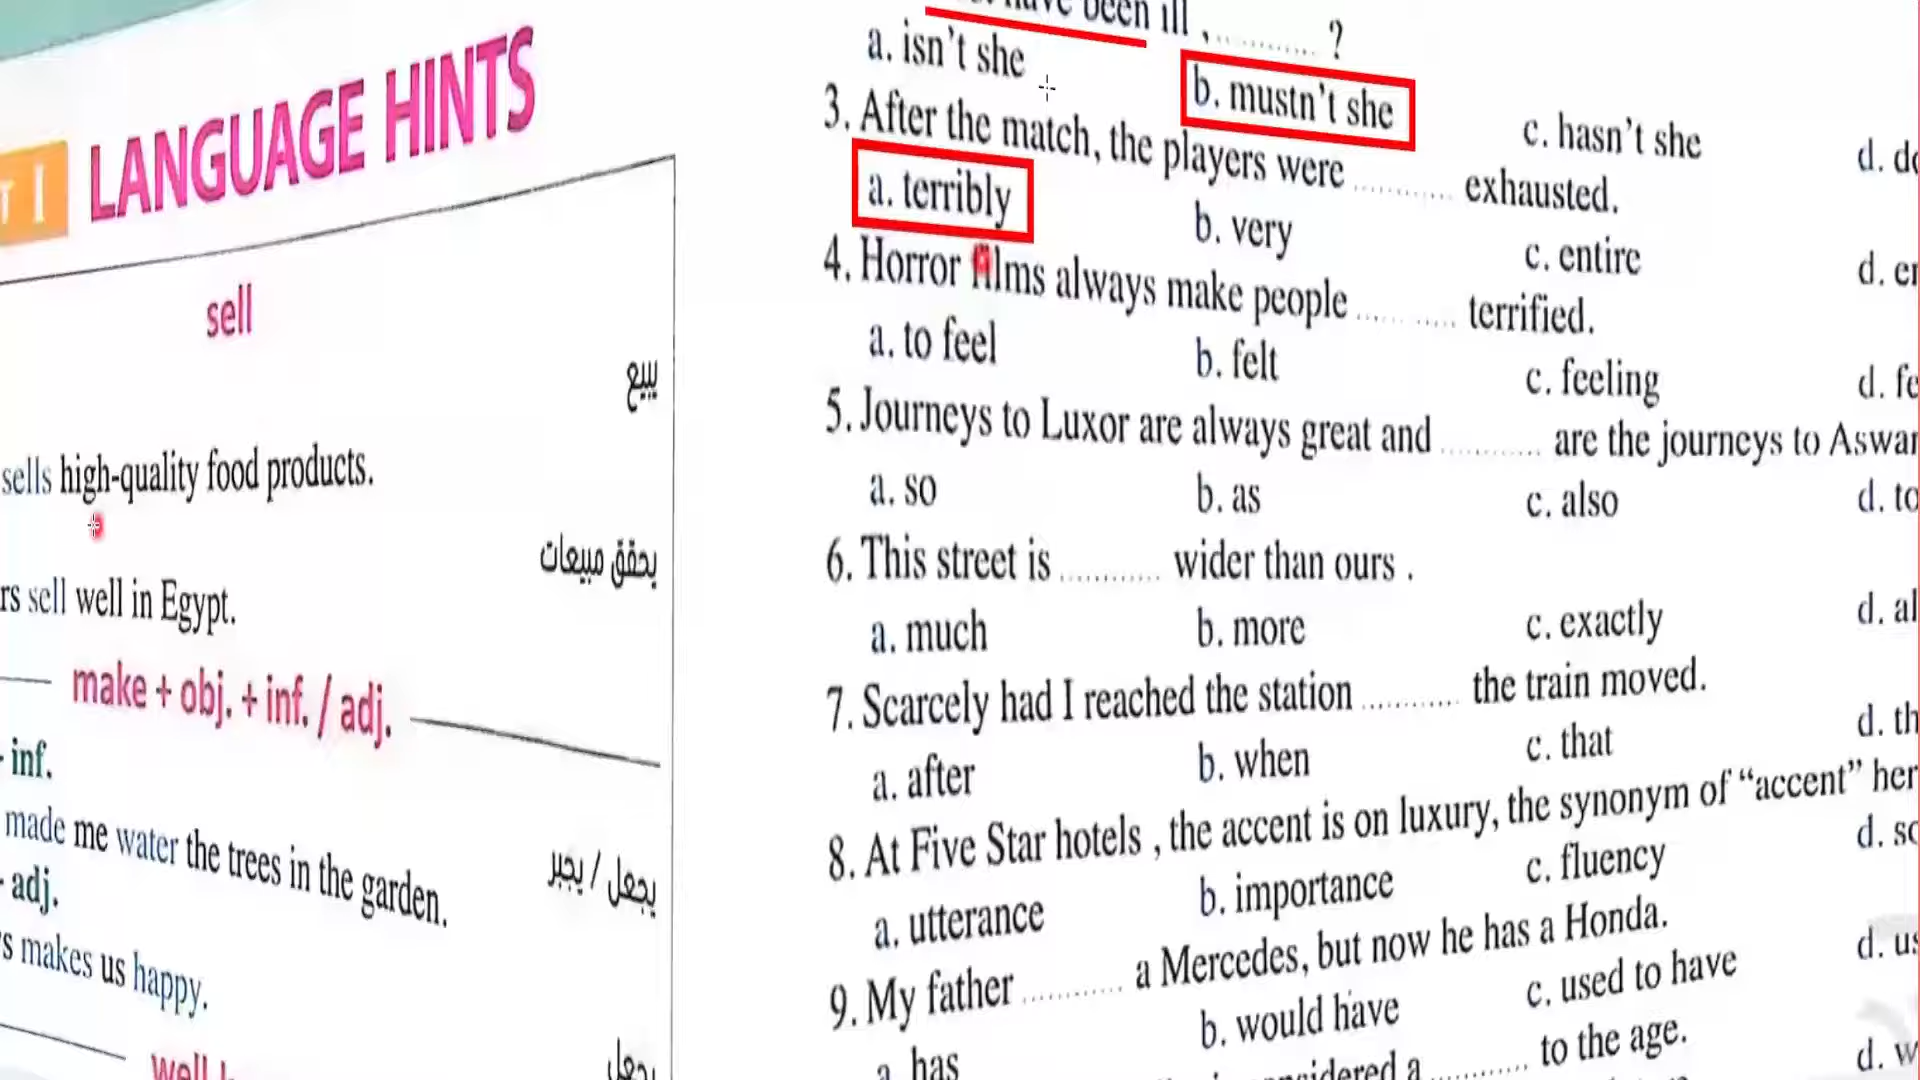 1 LANGUAGE HINTS
sell
يبيع
sells high-quality food products.
يحقق مبيعات
sell well in Egypt.
make + obj. + inf. / adj.
inf.
made me water the trees in the garden.
يجعل / يجبر
adj.
makes us happy.
well
يجعل
have been ill , ............ ?
a. isn't she b. mustn't she c. hasn't she d.
3. After the match, the players were ............ exhausted.
a. terribly b. very c. entire d.
4. Horror films always make people ............ terrified.
a. to feel b. felt c. feeling d.
5. Journeys to Luxor are always great and ............ are the journeys to Aswan
a. so b. as c. also d.
6. This street is ............ wider than ours .
a. much b. more c. exactly d.
7. Scarcely had I reached the station ............ the train moved.
a. after b. when c. that d.
8. At Five Star hotels , the accent is on luxury, the synonym of “accent”
a. utterance b. importance c. fluency d.
9. My father ............ a Mercedes, but now he has a Honda.
a. has b. would have c. used to have d.
considered a ............ to the age.
d.